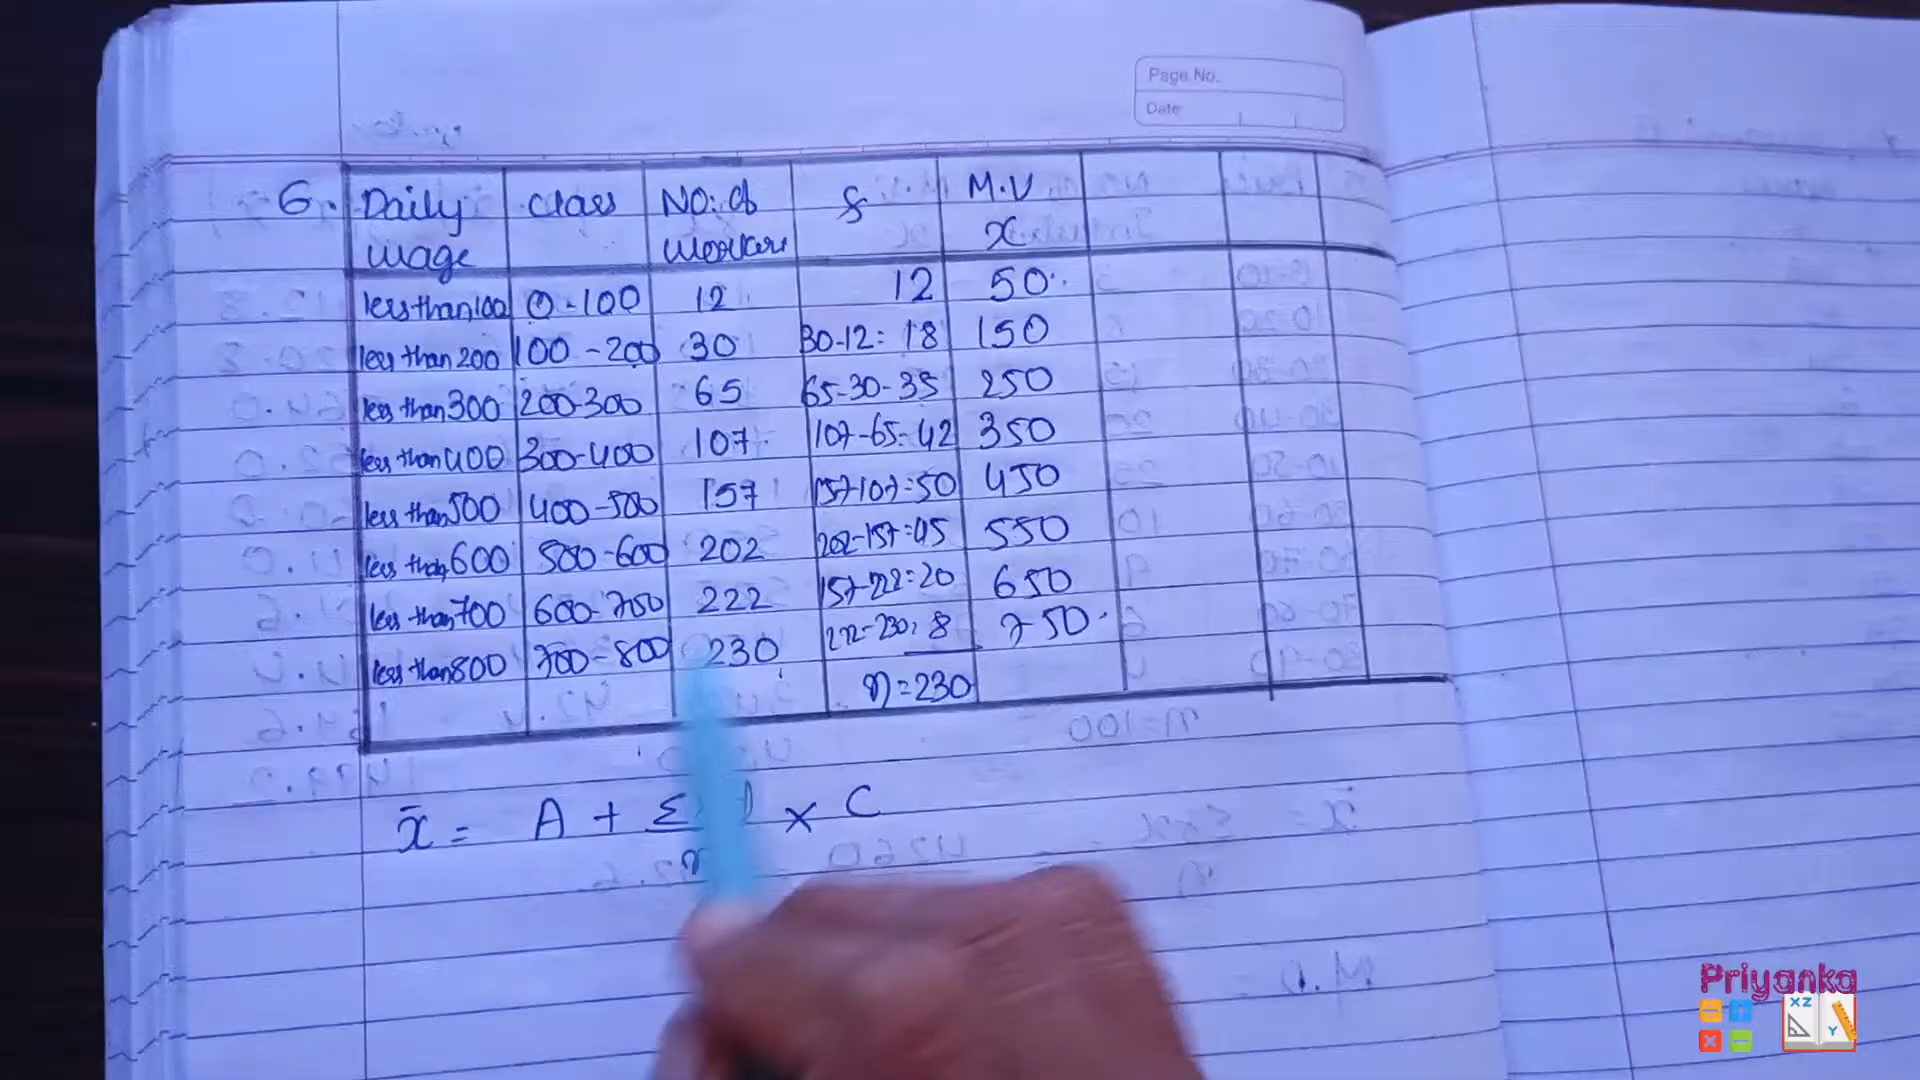 Page No.
Date
6. Daily wage class No: of workers f M.V x
less than 100 0-100 12 12 50.
less than 200 100-200 30 30-12: 18 150
less than 300 200-300 65 65-30-35 250
less than 400 300-400 107. 107-65: 42 350
less than 500 400-500 157 157-107:50 450
less than 600 500-600 202 202-157:45 550
less than 700 600-700 222 157-222:20 650
less than 800 700-800 230 222-230: 8 750.
n=230
x̄ = A + Σ x C
n
Priyanka
XZ
Y